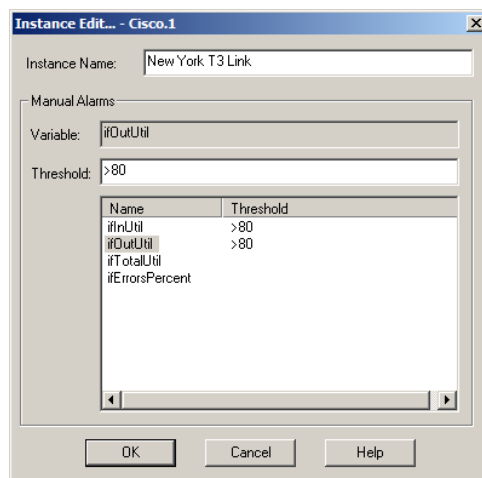 Instance Edit... - Cisco.1
Instance Name: New York T3 Link
Manual Alarms
Variable: ifOutUtil
Threshold: >80
Name Threshold
ifInUtil >80
ifOutUtil >80
ifTotalUtil
ifErrorsPercent
OK Cancel Help